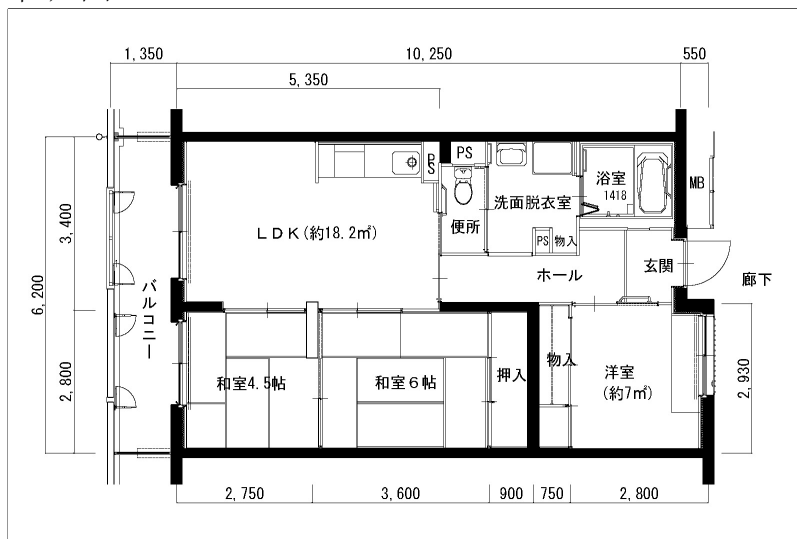 1,350
10,250
550
5,350
PS
PS
浴室
1418
MB
洗面脱衣室
便所
LDK(約18.2㎡)
PS
物入
玄関
ホール
廊下
3,400
6,200
バルコニー
2,800
和室4.5帖
和室6帖
押入
物入
洋室
(約7㎡)
2,930
2,750
3,600
900
750
2,800